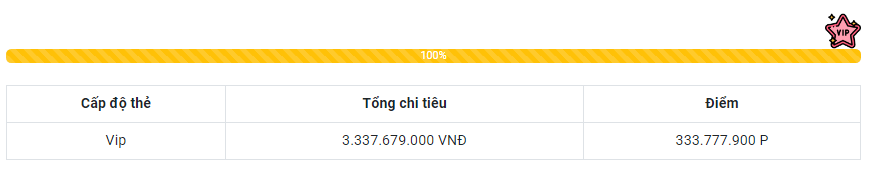 VIP
100%
Cấp độ thẻ Tổng chi tiêu Điểm
Vip 3.337.679.000 VNĐ 333.777.900 P